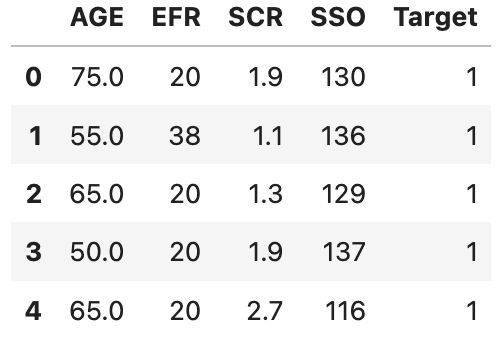 AGE EFR SCR SSO Target
0 75.0 20 1.9 130 1
1 55.0 38 1.1 136 1
2 65.0 20 1.3 129 1
3 50.0 20 1.9 137 1
4 65.0 20 2.7 116 1